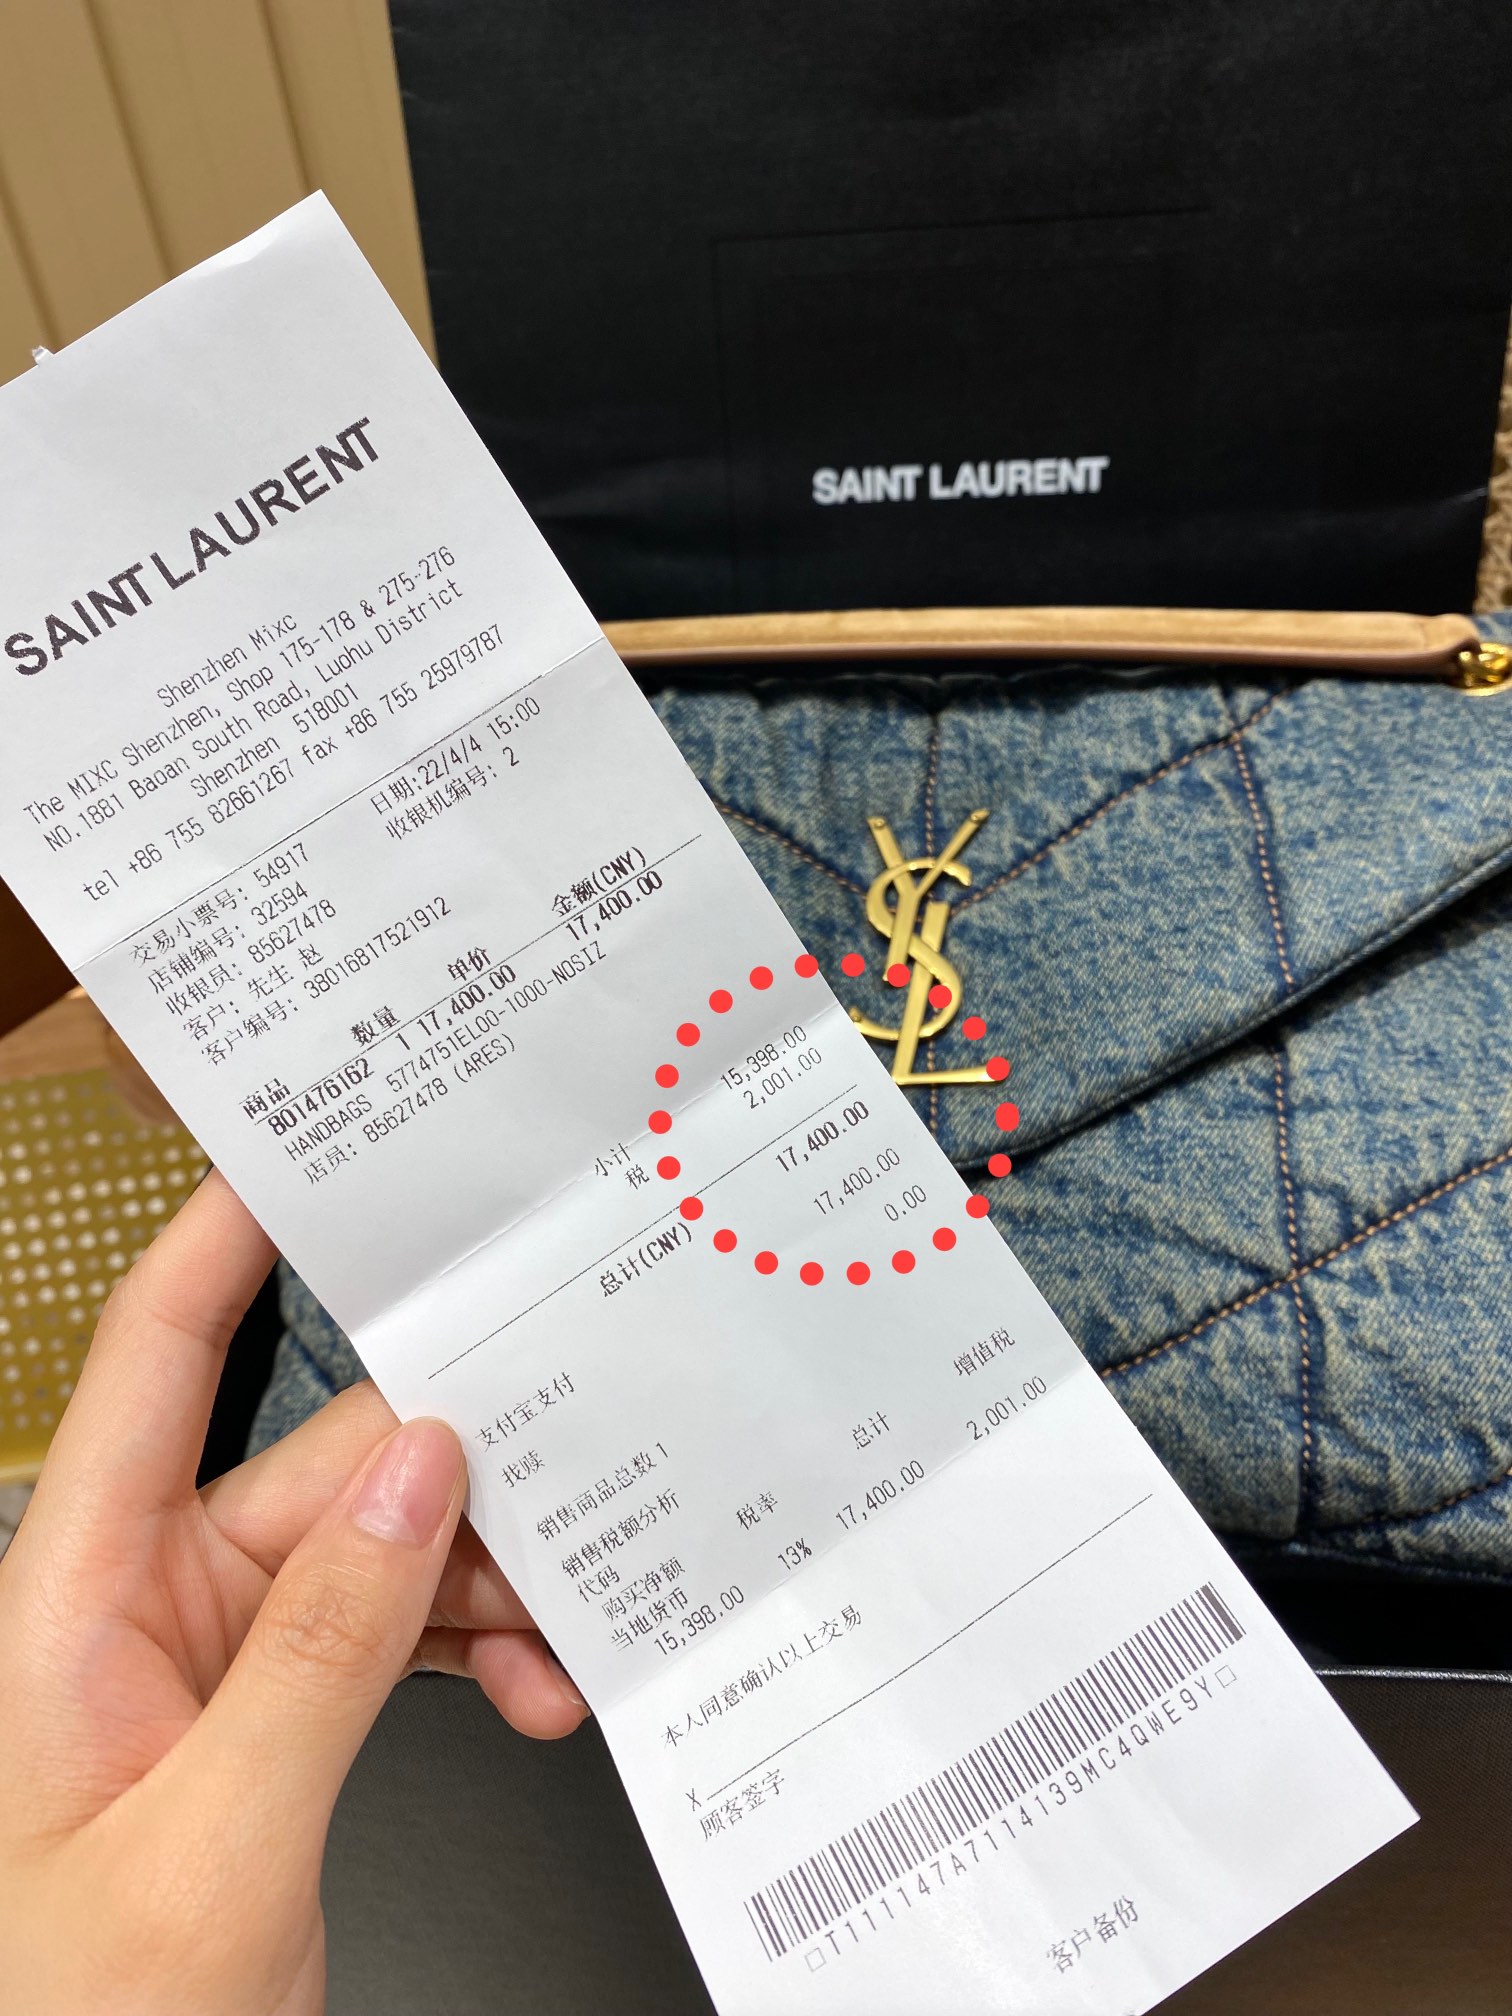 SAINT LAURENT
SAINT LAURENT
Shenzhen Mixc
The MIXC Shenzhen, Shop 175-178 & 275-276
NO.1881 Baoan South Road, Luohu District
Shenzhen 518001
tel +86 755 82661267 fax +86 755 25979787
交易小票号: 54917 日期:22/4/4 15:00
店铺编号: 32594 收银机编号: 2
收银员: 85627478
客户: 先生 赵
客户编号: 38016817521912
商品 数量 单价 金额(CNY)
801476162 1 17,400.00 17,400.00
HANDBAGS 5774751EL00-1000-NOSIZ
店员: 85627478 (ARES)
小计 15,398.00
税 2,001.00
总计(CNY) 17,400.00
支付宝支付 17,400.00
找赎 0.00
销售商品总数 1
销售税额分析
代码 税率 总计 增值税
购买净额
当地货币
15,398.00 13% 17,400.00 2,001.00
本人同意确认以上交易
X
顾客签字
T111147A7114139MC4QWE9Y
客户备份
YSL